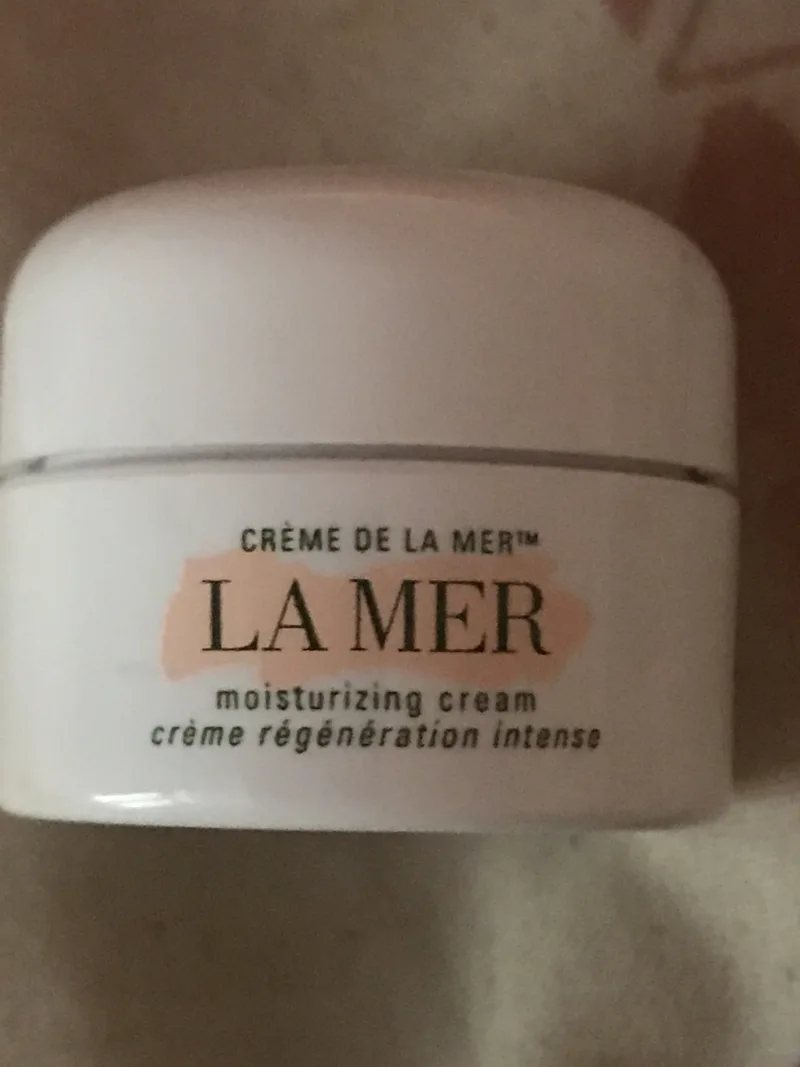 CRÈME DE LA MER™
LA MER
moisturizing cream
crème régénération intense